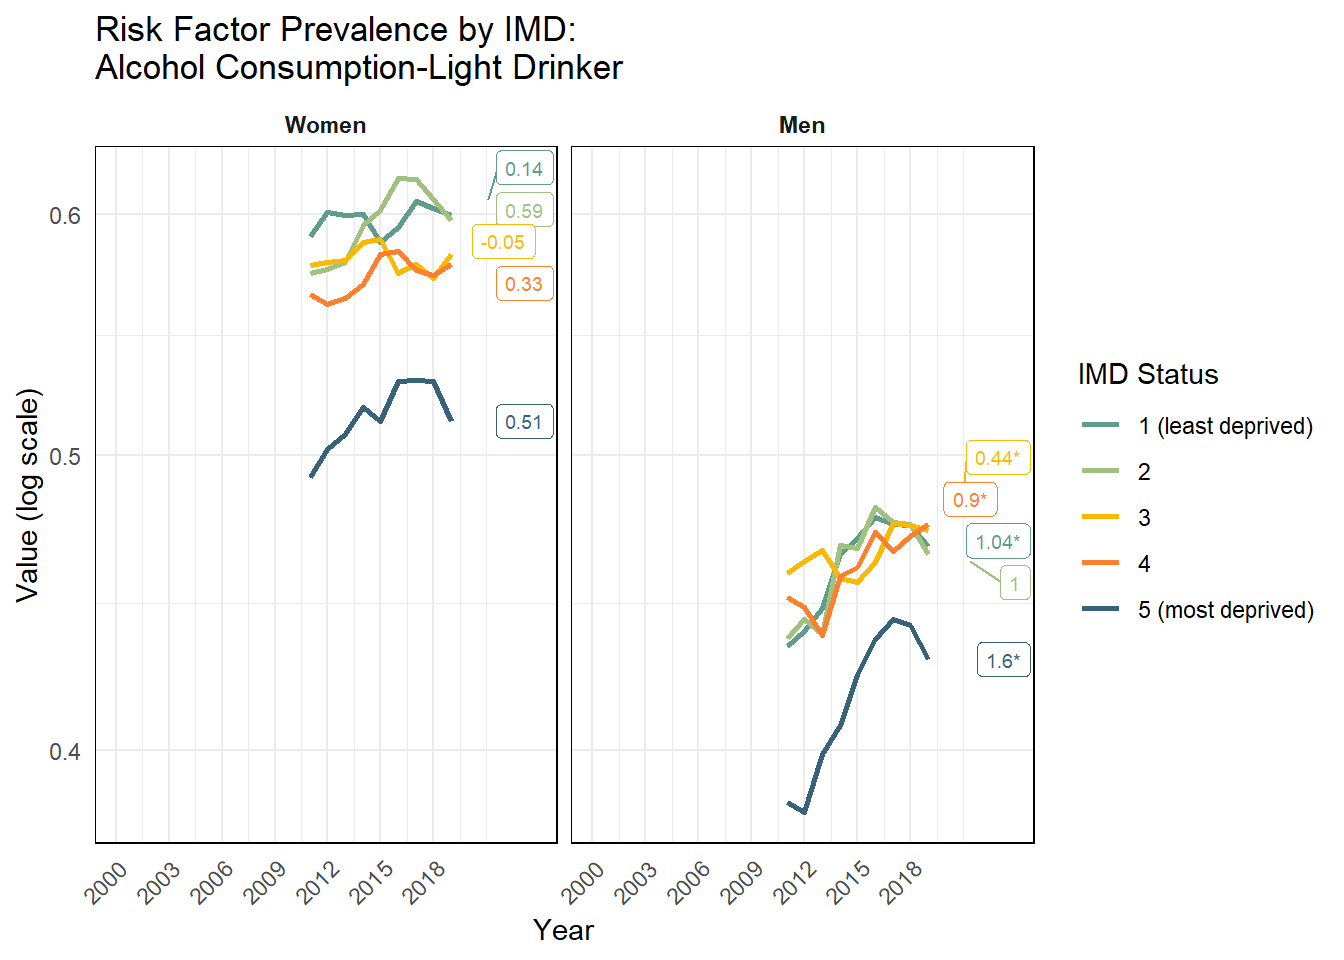 Risk Factor Prevalence by IMD:
Alcohol Consumption-Light Drinker
Women
Men
0.14
0.59
-0.05
0.33
0.51
0.44*
0.9*
1.04*
1
1.6*
0.6
0.5
0.4
Value (log scale)
2000 2003 2006 2009 2012 2015 2018
2000 2003 2006 2009 2012 2015 2018
Year
IMD Status
1 (least deprived)
2
3
4
5 (most deprived)